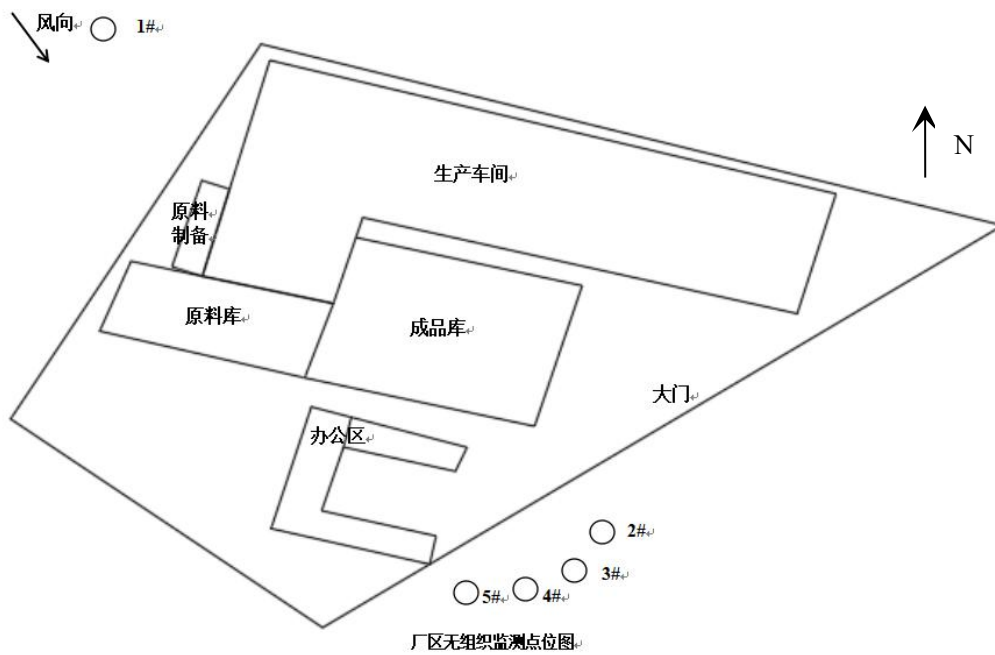 风向
1#
N
生产车间
原料
制备
原料库
成品库
大门
办公区
2#
3#
4#
5#
厂区无组织监测点位图